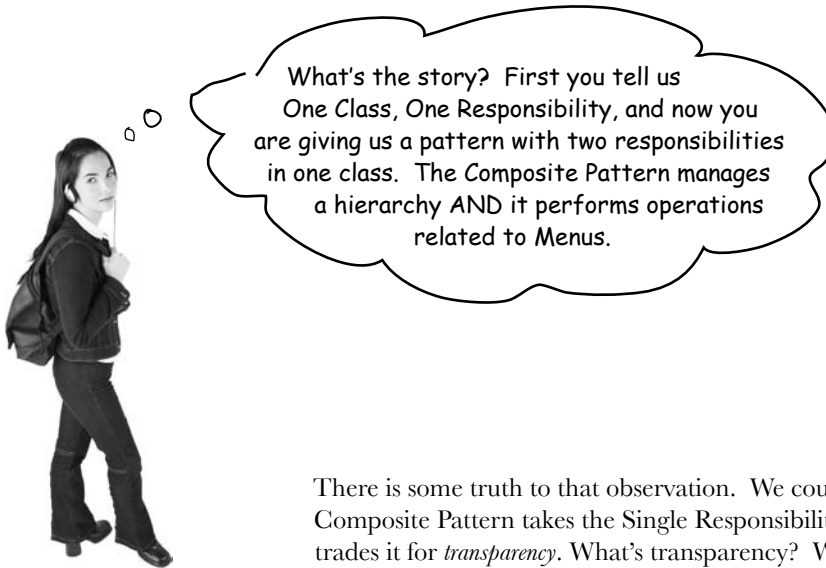 What's the story? First you tell us
One Class, One Responsibility, and now you
are giving us a pattern with two responsibilities
in one class. The Composite Pattern manages
a hierarchy AND it performs operations
related to Menus.
There is some truth to that observation. We
Composite Pattern takes the Single
trades it for transparency. What's transparency?